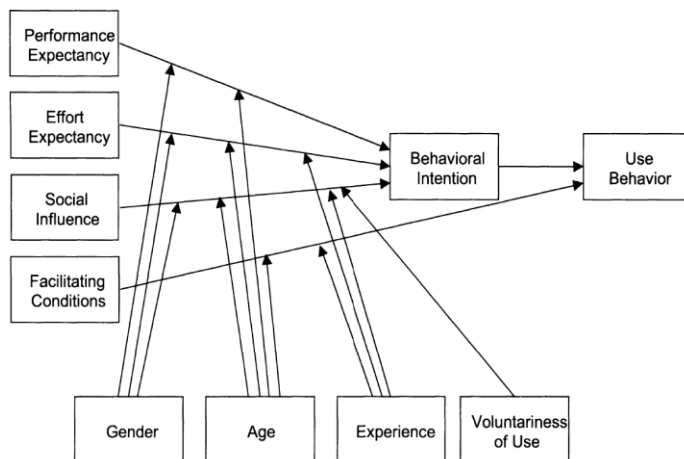 Performance
Expectancy
Effort
Expectancy
Social
Influence
Facilitating
Conditions
Behavioral
Intention
Use
Behavior
Gender
Age
Experience
Voluntariness
of Use